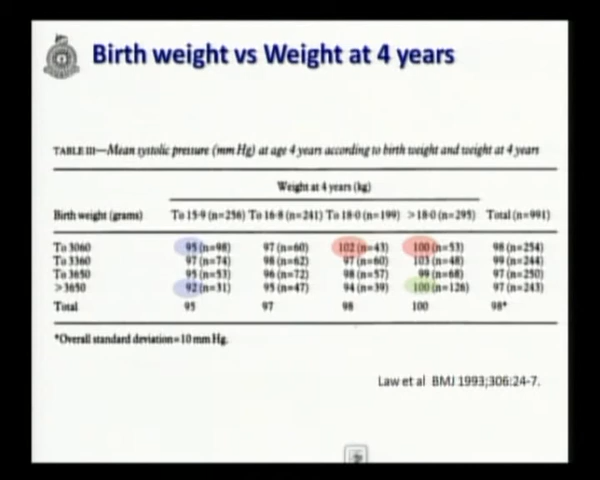 Birth weight vs Weight at 4 years
TABLE III—Mean systolic pressure (mm Hg) at age 4 years according to birth weight and weight at 4 years
Weight at 4 years (kg)
Birth weight (grams) To 15·9 (n=256) To 16·8 (n=241) To 18·0 (n=199) >18·0 (n=295) Total (n=991)
To 3060 95 (n=98) 97 (n=60) 102 (n=43) 100 (n=53) 98 (n=254)
To 3360 97 (n=74) 98 (n=62) 97 (n=60) 103 (n=48) 99 (n=244)
To 3650 95 (n=53) 96 (n=72) 98 (n=57) 99 (n=68) 97 (n=250)
>3650 92 (n=31) 95 (n=47) 94 (n=39) 100 (n=126) 97 (n=243)
Total 95 97 98 100 98*
*Overall standard deviation=10 mm Hg.
Law et al BMJ 1993;306:24-7.